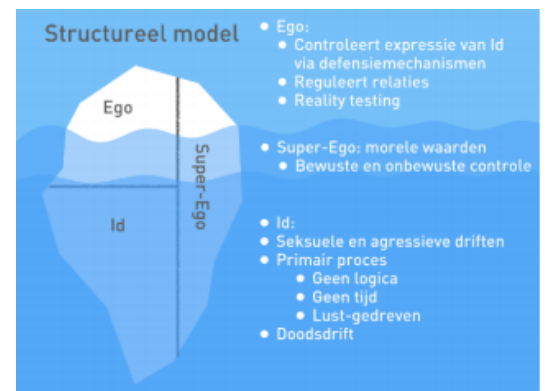 Structureel model
Ego
Super-Ego
Id
• Ego:
• Controleert expressie van Id
via defensiemechanismen
• Reguleert relaties
• Reality testing
• Super-Ego: morele waarden
• Bewuste en onbewuste controle
• Id:
• Seksuele en agressieve driften
• Primair proces
• Geen logica
• Geen tijd
• Lust-gedreven
• Doodsdrift